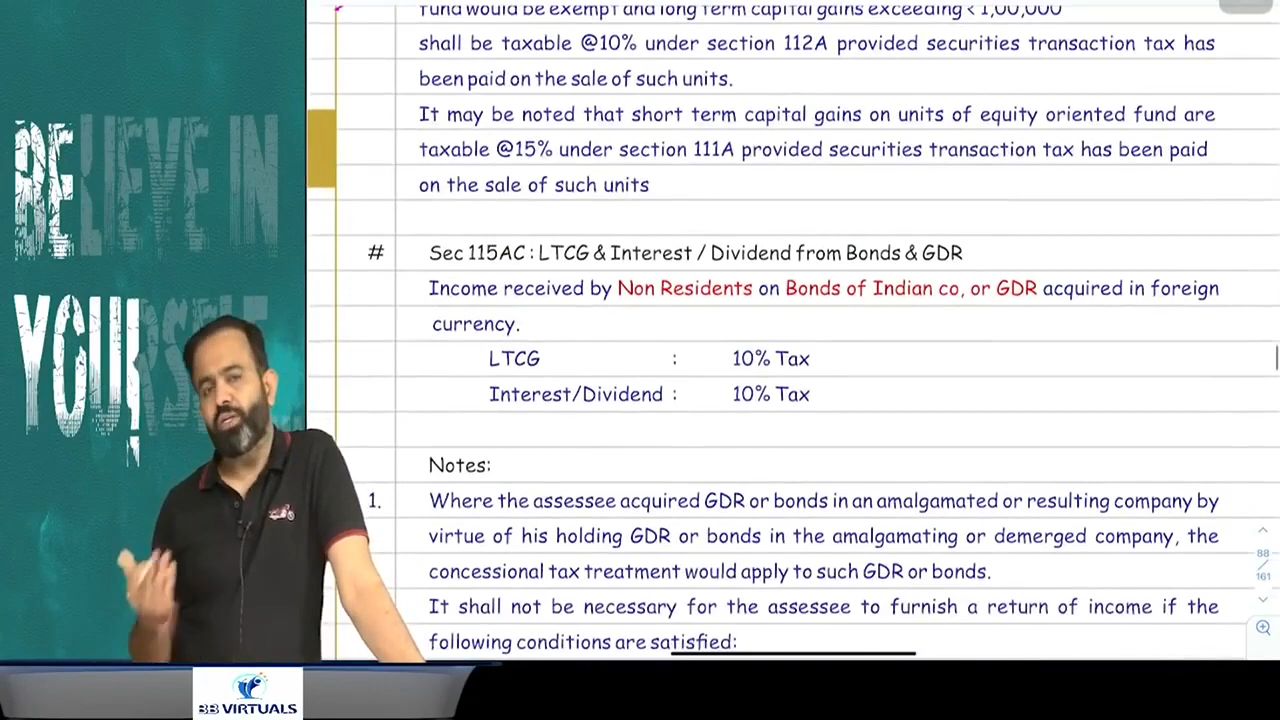 BELIEVE IN
YOURSELF
fund would be exempt and long term capital gains exceeding ₹ 1,00,000
shall be taxable @10% under section 112A provided securities transaction tax has
been paid on the sale of such units.
It may be noted that short term capital gains on units of equity oriented fund are
taxable @15% under section 111A provided securities transaction tax has been paid
on the sale of such units
# Sec 115AC : LTCG & Interest / Dividend from Bonds & GDR
Income received by Non Residents on Bonds of Indian co, or GDR acquired in foreign
currency.
LTCG : 10% Tax
Interest/Dividend : 10% Tax
Notes:
1. Where the assessee acquired GDR or bonds in an amalgamated or resulting company by
virtue of his holding GDR or bonds in the amalgamating or demerged company, the
concessional tax treatment would apply to such GDR or bonds.
It shall not be necessary for the assessee to furnish a return of income if the
following conditions are satisfied:
88
161
BB VIRTUALS